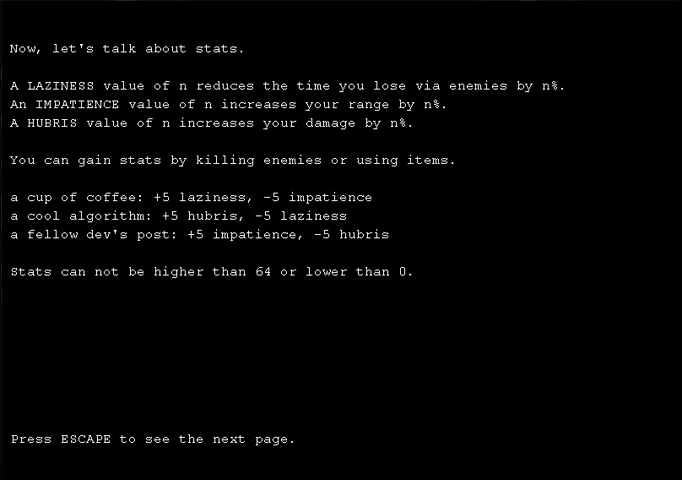 Now, let's talk about stats.
A LAZINESS value of n reduces the time you lose via enemies by n%.
An IMPATIENCE value of n increases your range by n%.
A HUBRIS value of n increases your damage by n%.
You can gain stats by killing enemies or using items.
a cup of coffee: +5 laziness, -5 impatience
a cool algorithm: +5 hubris, -5 laziness
a fellow dev's post: +5 impatience, -5 hubris
Stats can not be higher than 64 or lower than 0.
Press ESCAPE to see the next page.